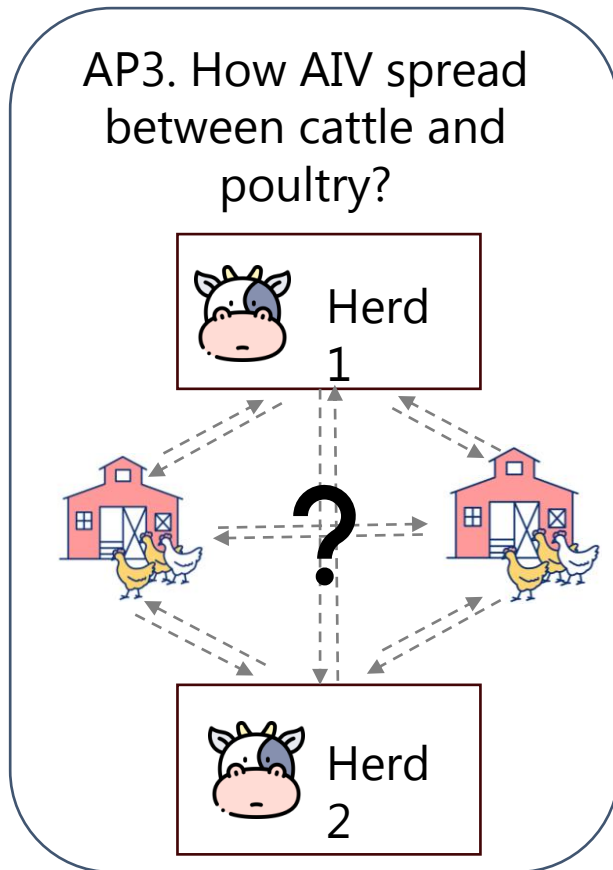 AP3. How AIV spread
between cattle and
poultry?
Herd
1
?
Herd
2